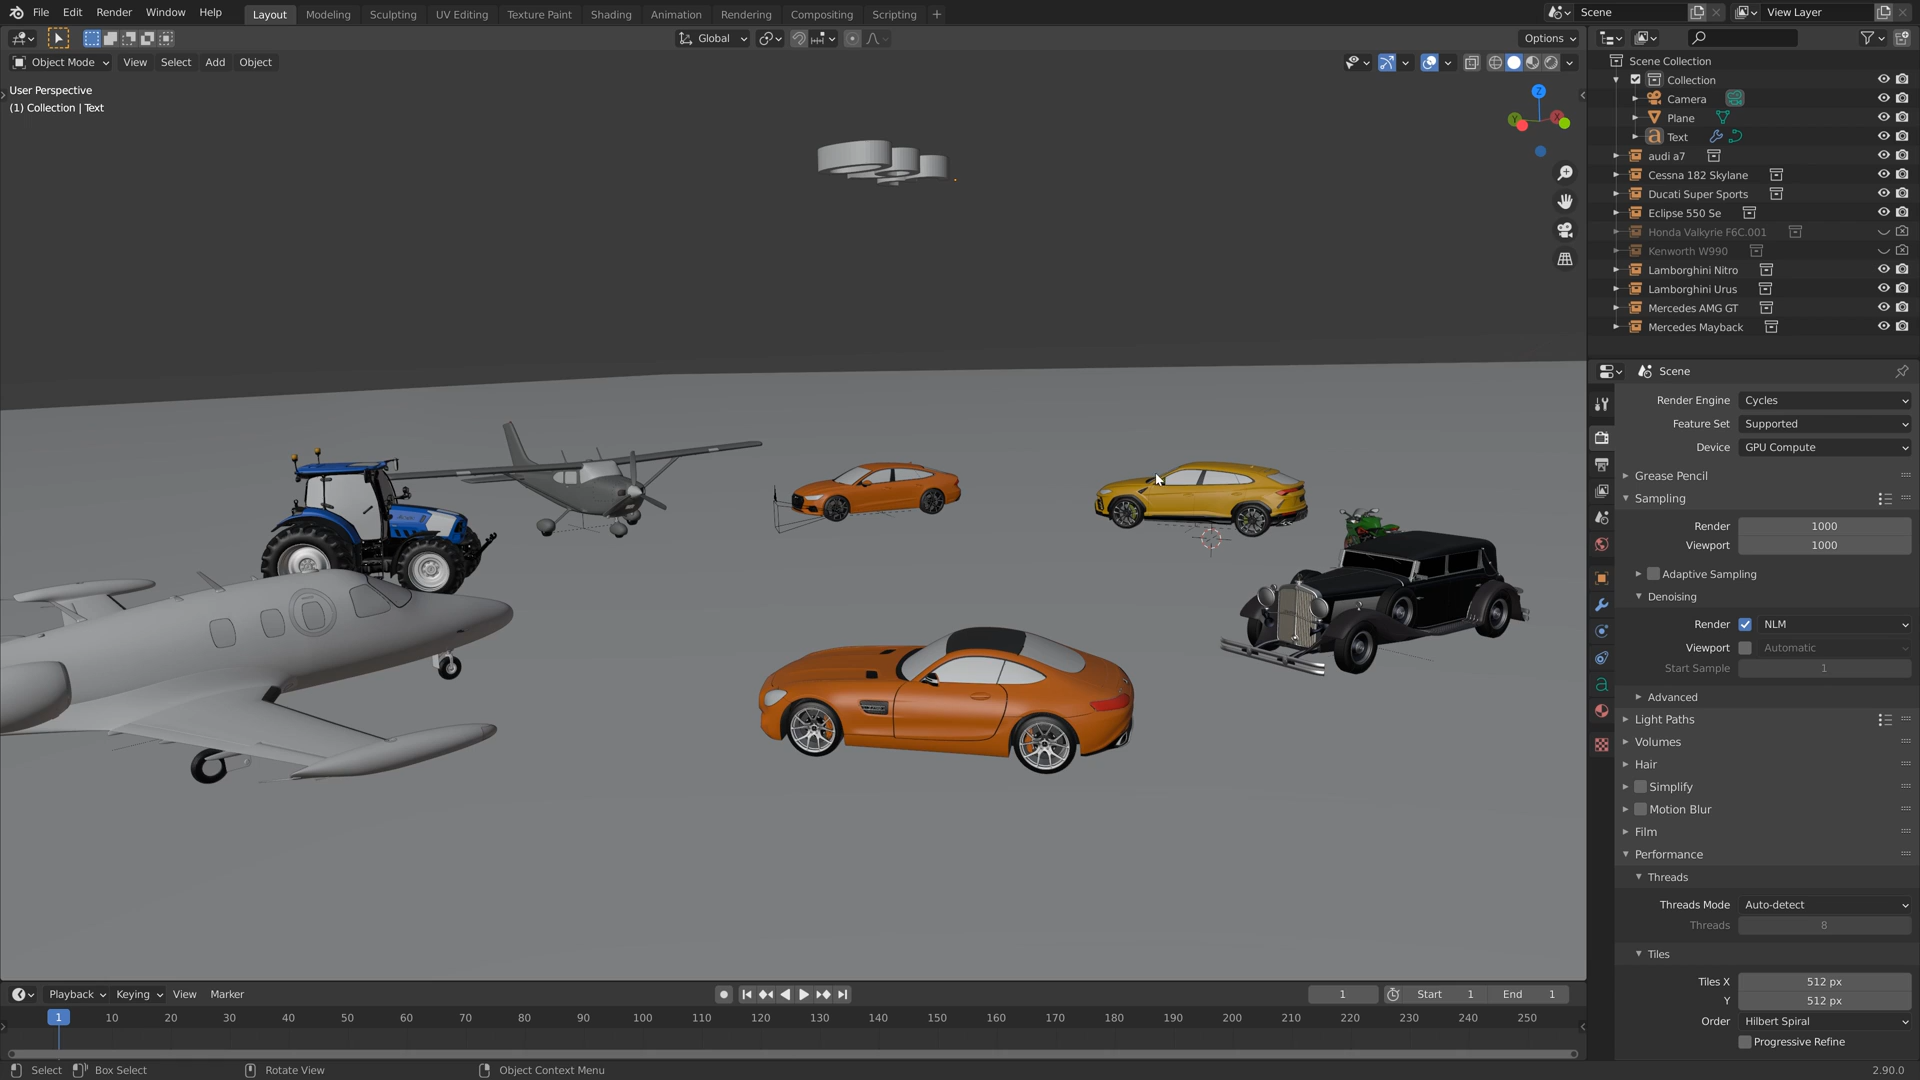 File Edit Render Window Help
Layout Modeling Sculpting UV Editing Texture Paint Shading Animation Rendering Compositing Scripting +
Scene
View Layer
Global
Options
Object Mode View Select Add Object
User Perspective
(1) Collection | Text
Z
Y
X
Scene Collection
Collection
Camera
Plane
Text
audi a7
Cessna 182 Skylane
Ducati Super Sports
Eclipse 550 Se
Honda Valkyrie F6C.001
Kenworth W990
Lamborghini Nitro
Lamborghini Urus
Mercedes AMG GT
Mercedes Mayback
Scene
Render Engine Cycles
Feature Set Supported
Device GPU Compute
Grease Pencil
Sampling
Render 1000
Viewport 1000
Adaptive Sampling
Denoising
Render NLM
Viewport Automatic
Start Sample 1
Advanced
Light Paths
Volumes
Hair
Simplify
Motion Blur
Film
Performance
Threads
Threads Mode Auto-detect
Threads 8
Tiles
Tiles X 512 px
Y 512 px
Order Hilbert Spiral
Progressive Refine
Playback Keying View Marker
1 Start 1 End 1
1 10 20 30 40 50 60 70 80 90 100 110 120 130 140 150 160 170 180 190 200 210 220 230 240 250
Select Box Select Rotate View Object Context Menu
2.90.0